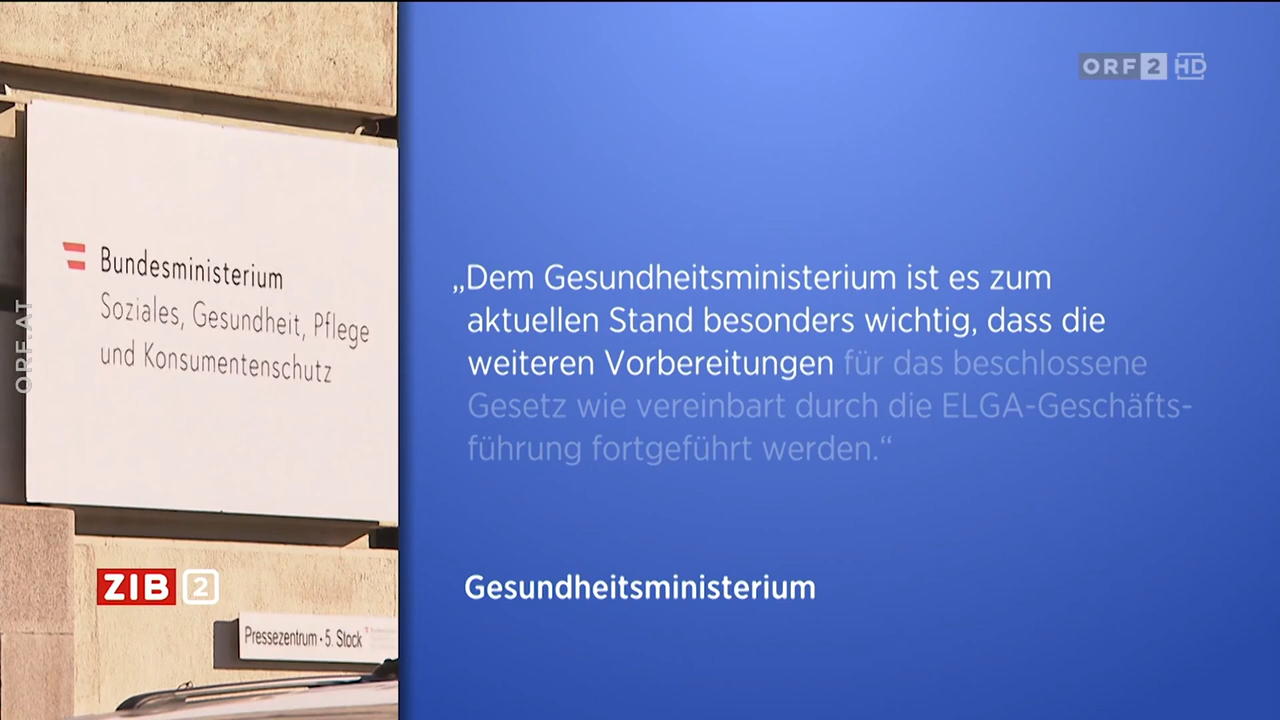 ORF 2 HD
Bundesministerium
Soziales, Gesundheit, Pflege
und Konsumentenschutz
ORF.AT
„Dem Gesundheitsministerium ist es zum
aktuellen Stand besonders wichtig, dass die
weiteren Vorbereitungen für das beschlossene
Gesetz wie vereinbart durch die ELGA-Geschäfts-
führung fortgeführt werden.“
Gesundheitsministerium
ZIB 2
Pressezentrum • 5. Stock